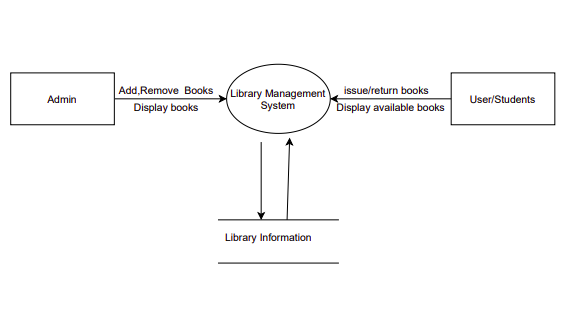 Admin
Add,Remove Books
Display books
Library Management
System
issue/return books
Display available books
User/Students
Library Information